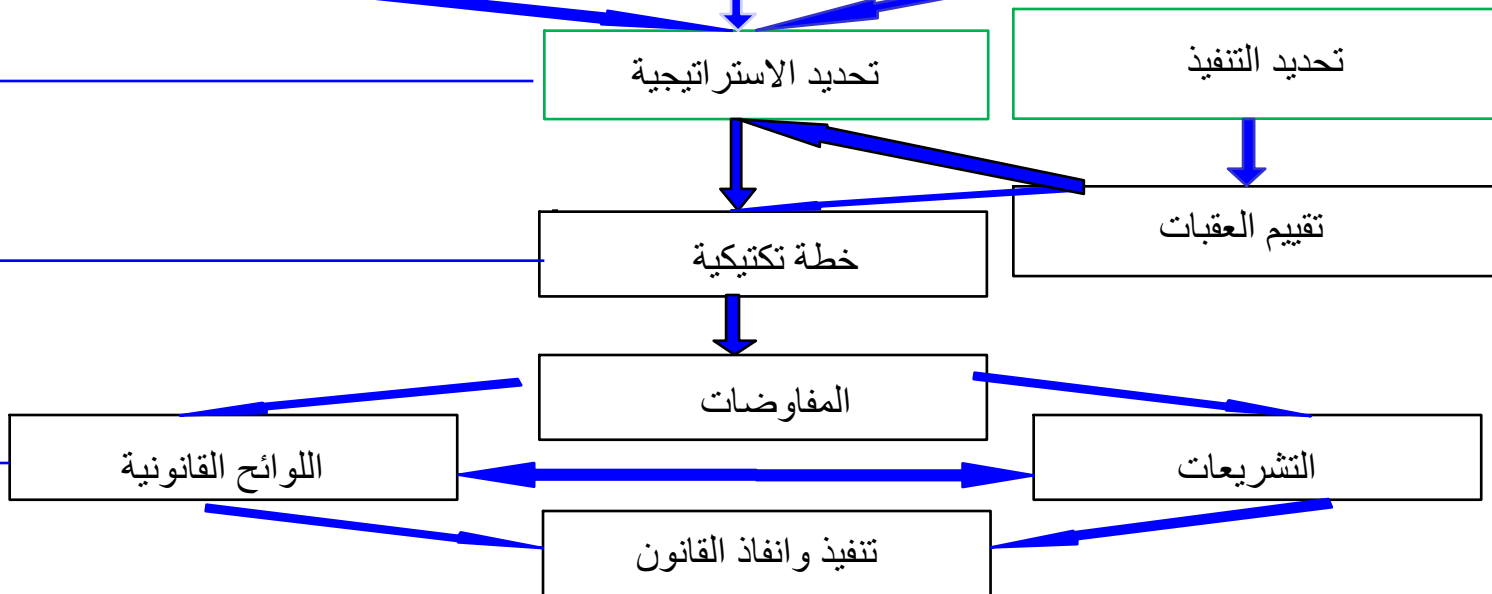 تحديد التنفيذ
تحديد الاستراتيجية
تقييم العقبات
خطة تكتيكية
المفاوضات
التشريعات
اللوائح القانونية
تنفيذ وانفاذ القانون